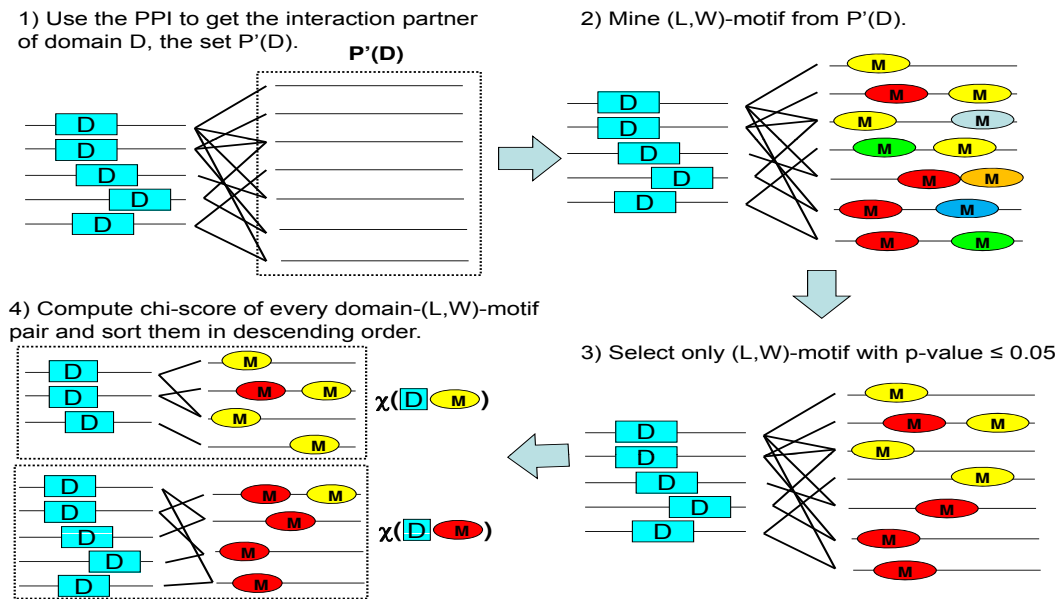 1) Use the PPI to get the interaction partner
of domain D, the set P'(D).
P'(D)
D
D
D
D
D
2) Mine (L,W)-motif from P'(D).
D
D
D
D
D
M
M M
M M
M M
M M
M M
M M
3) Select only (L,W)-motif with p-value ≤ 0.05
D
D
D
D
D
M
M M
M
M
M
M
M
4) Compute chi-score of every domain-(L,W)-motif
pair and sort them in descending order.
D
D
D
M
M M
M
M
χ(D M)
D
D
D
D
D
M M
M
M
M
χ(D M)